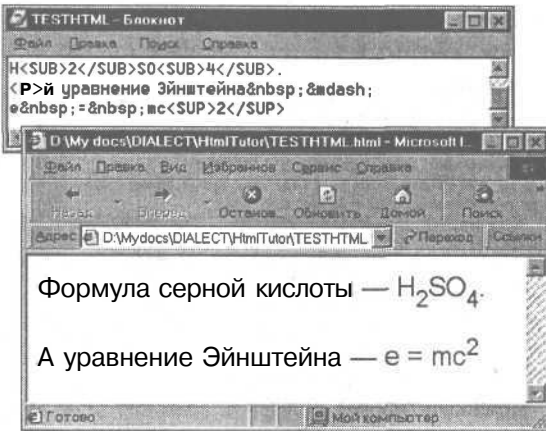 TESTHTML - Блокнот
Файл Правка Поиск Справка
H<SUB>2</SUB>SO<SUB>4</SUB>.
<P>й уравнение Эйнштейна&nbsp;&mdash;
e&nbsp;=&nbsp;mc<SUP>2</SUP>
D:\My docs\DIALECT\HtmlTutor\TESTHTML.html - Microsoft I...
Файл Правка Вид Избранное Сервис Справка
Назад Вперед Останов... Обновить Домой Поиск
Адрес D:\Mydocs\DIALECT\HtmlTutor\TESTHTML Переход Ссылки
Формула серной кислоты — H₂SO₄.
А уравнение Эйнштейна — e = mc²
Готово Мой компьютер